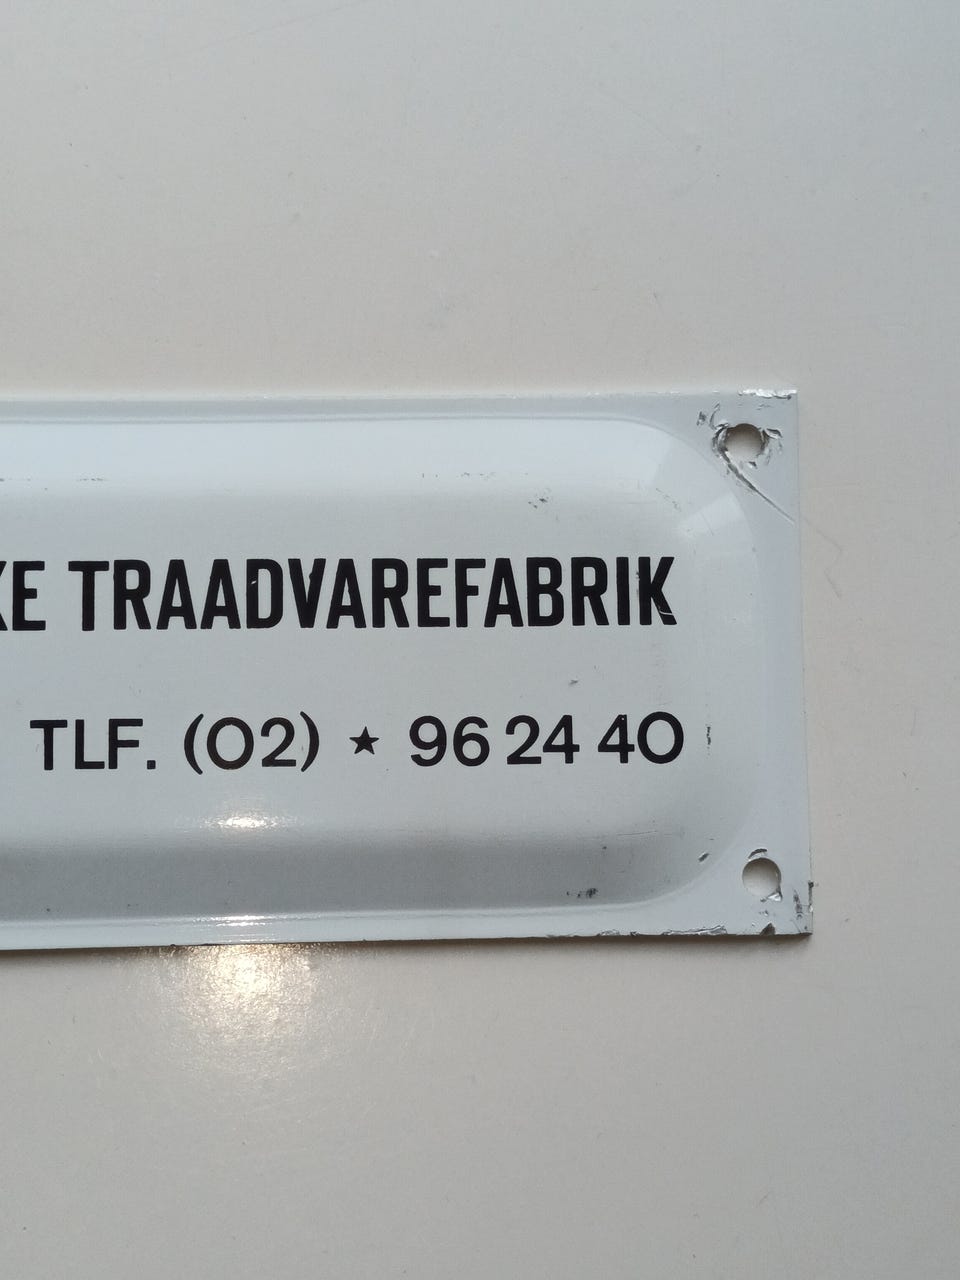 KE TRAADVAREFABRIK
TLF. (02) ★ 96 24 40